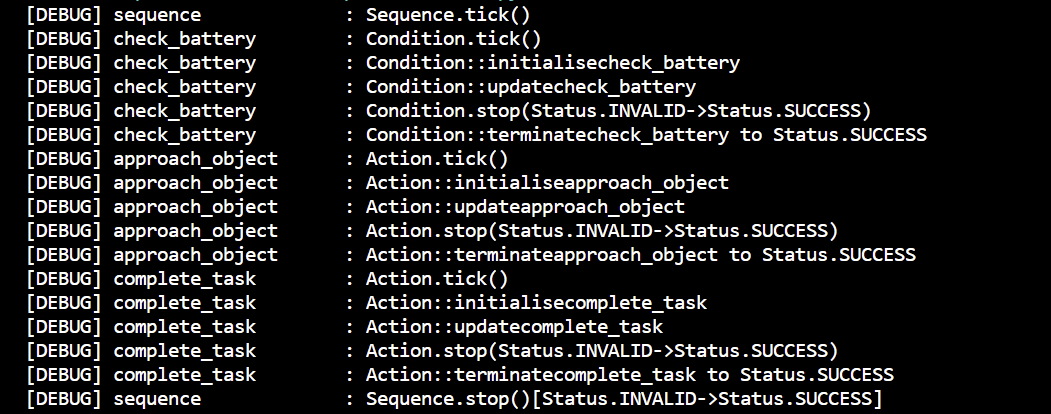 [DEBUG] sequence : Sequence.tick()
[DEBUG] check_battery : Condition.tick()
[DEBUG] check_battery : Condition::initialisecheck_battery
[DEBUG] check_battery : Condition::updatecheck_battery
[DEBUG] check_battery : Condition.stop(Status.INVALID->Status.SUCCESS)
[DEBUG] check_battery : Condition::terminatecheck_battery to Status.SUCCESS
[DEBUG] approach_object : Action.tick()
[DEBUG] approach_object : Action::initialiseapproach_object
[DEBUG] approach_object : Action::updateapproach_object
[DEBUG] approach_object : Action.stop(Status.INVALID->Status.SUCCESS)
[DEBUG] approach_object : Action::terminateapproach_object to Status.SUCCESS
[DEBUG] complete_task : Action.tick()
[DEBUG] complete_task : Action::initialisecomplete_task
[DEBUG] complete_task : Action::updatecomplete_task
[DEBUG] complete_task : Action.stop(Status.INVALID->Status.SUCCESS)
[DEBUG] complete_task : Action::terminatecomplete_task to Status.SUCCESS
[DEBUG] sequence : Sequence.stop()[Status.INVALID->Status.SUCCESS]